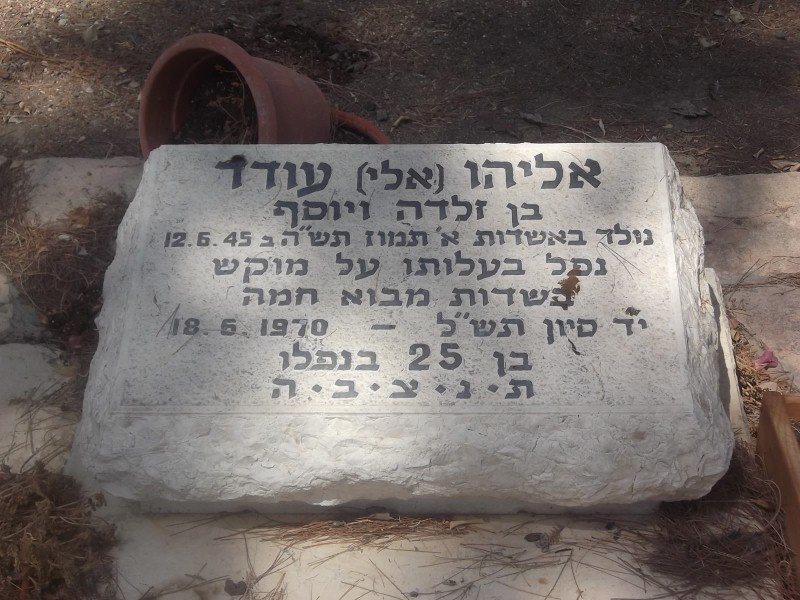 אליהו (אלי) עודד
בן זלדה ויוסף
נולד באשדות א' תמוז תש"ה ב 12.6.45
נפל בעלותו על מוקש
בשדות מבוא חמה
יד סיון תש"ל – 18.6.1970
בן 25 בנפלו
ת·נ·צ·ב·ה